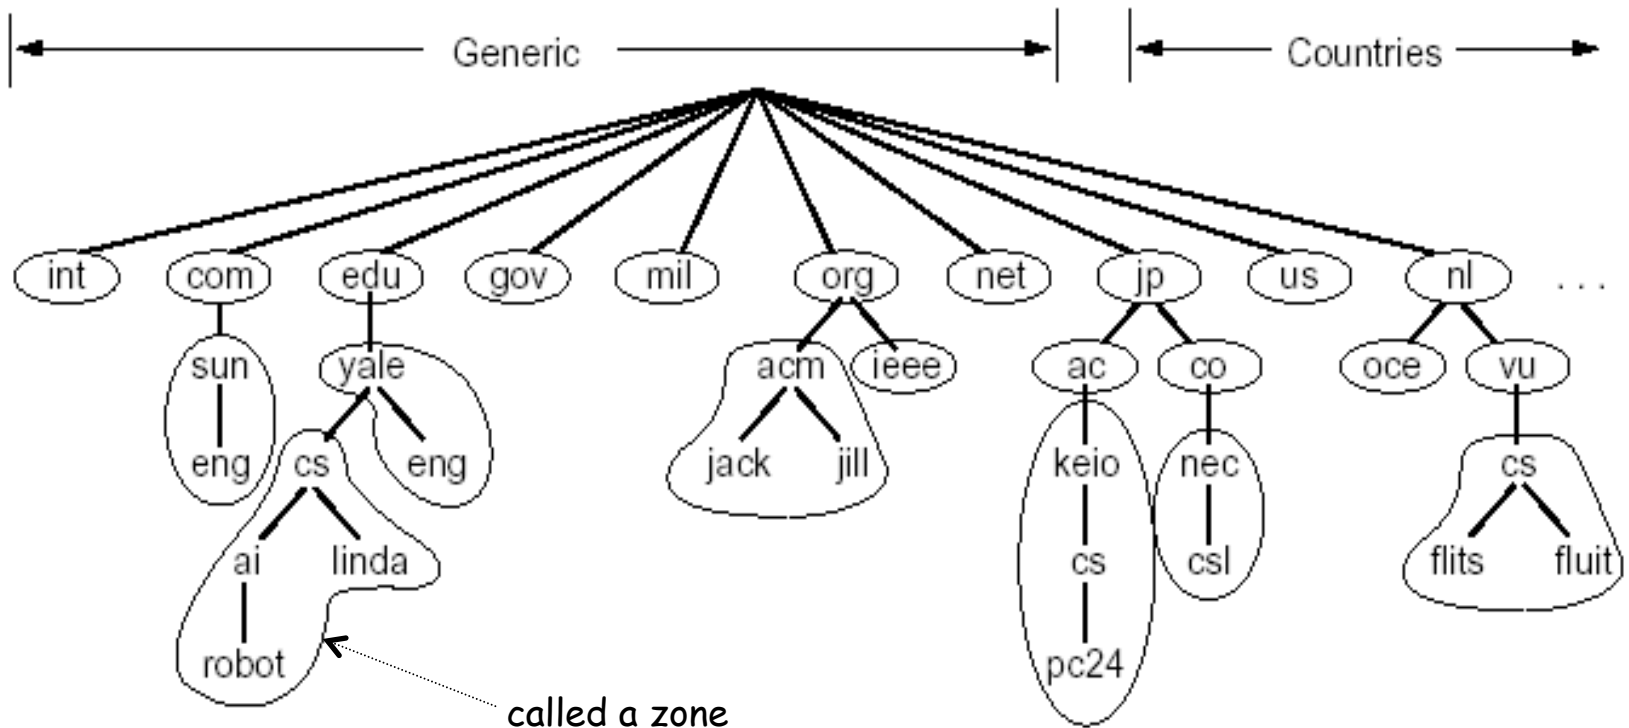 Generic Countries
int com edu gov mil org net jp us nl ...
sun yale acm ieee ac co oce vu
eng cs eng jack jill keio nec cs
ai linda cs csl flits fluit
robot pc24
called a zone